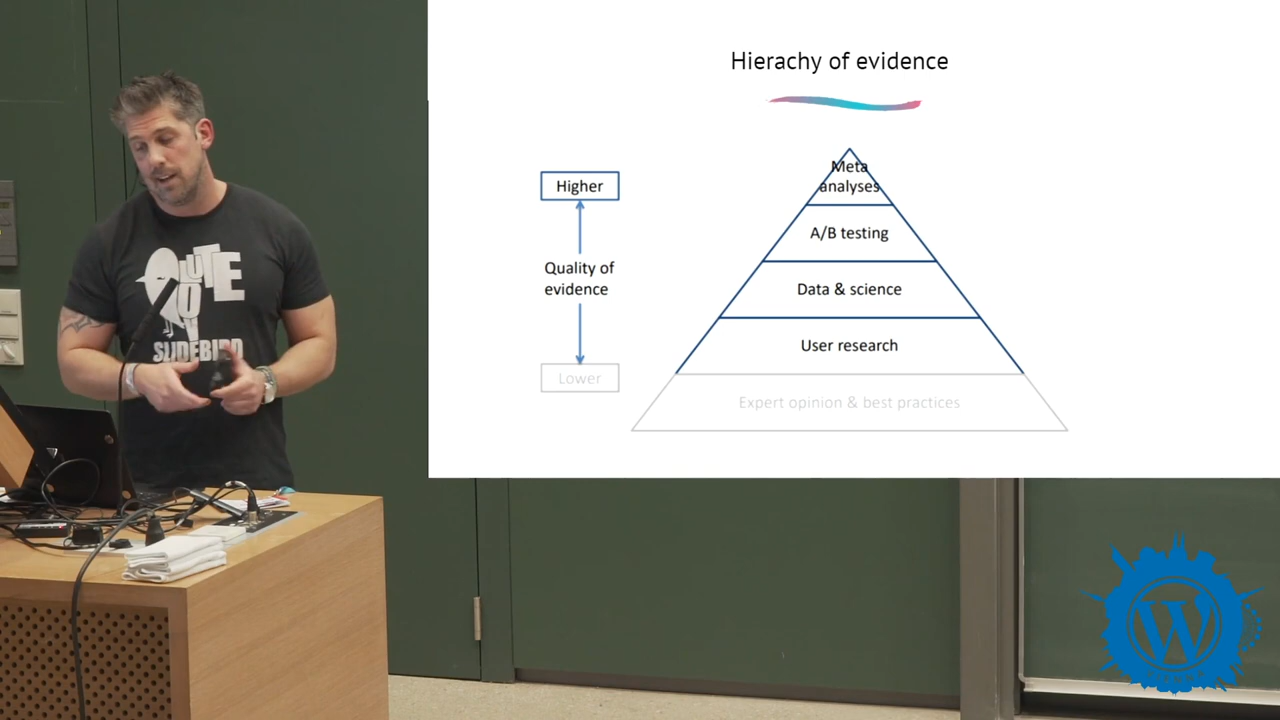 Hierachy of evidence
Higher
Quality of
evidence
Lower
Meta
analyses
A/B testing
Data & science
User research
Expert opinion & best practices
SLIDEBIRD
W